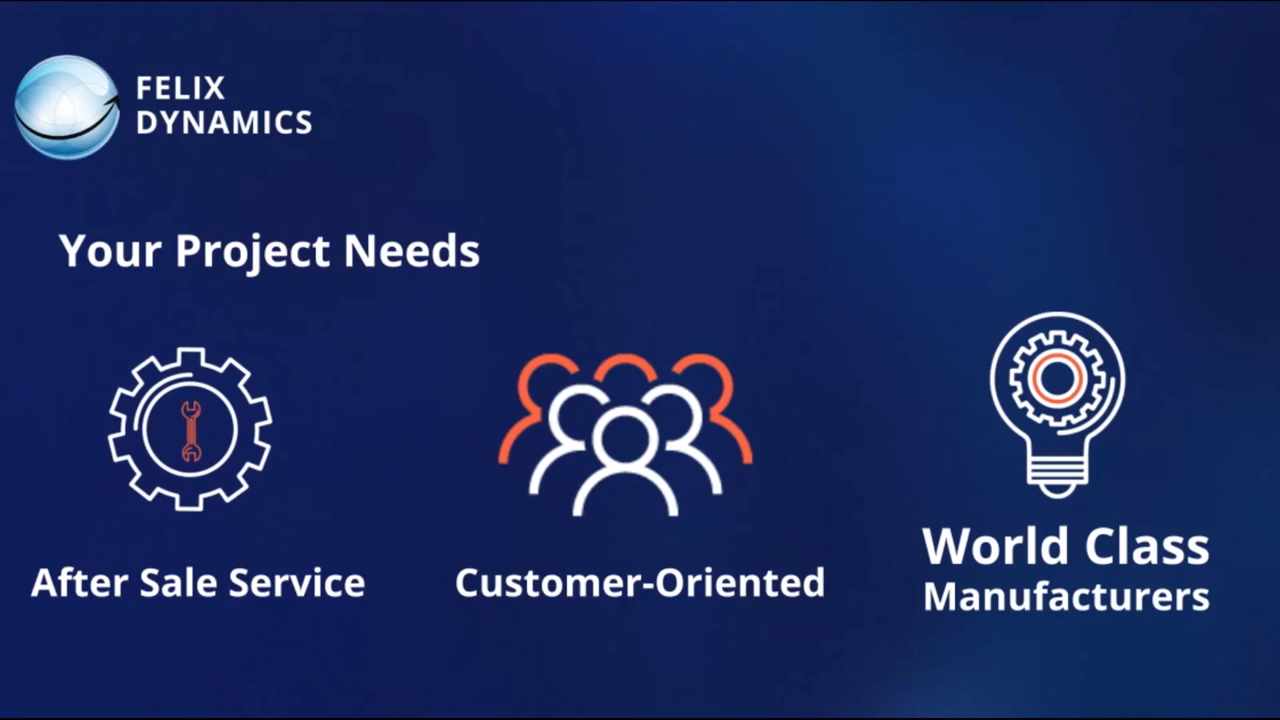 FELIX
DYNAMICS
Your Project Needs
After Sale Service
Customer-Oriented
World Class
Manufacturers